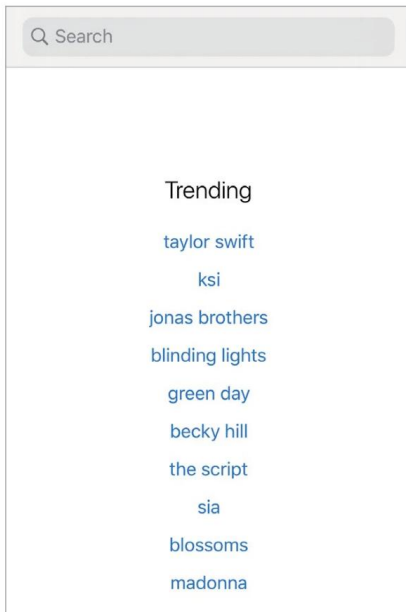 Search
Trending
taylor swift
ksi
jonas brothers
blinding lights
green day
becky hill
the script
sia
blossoms
madonna